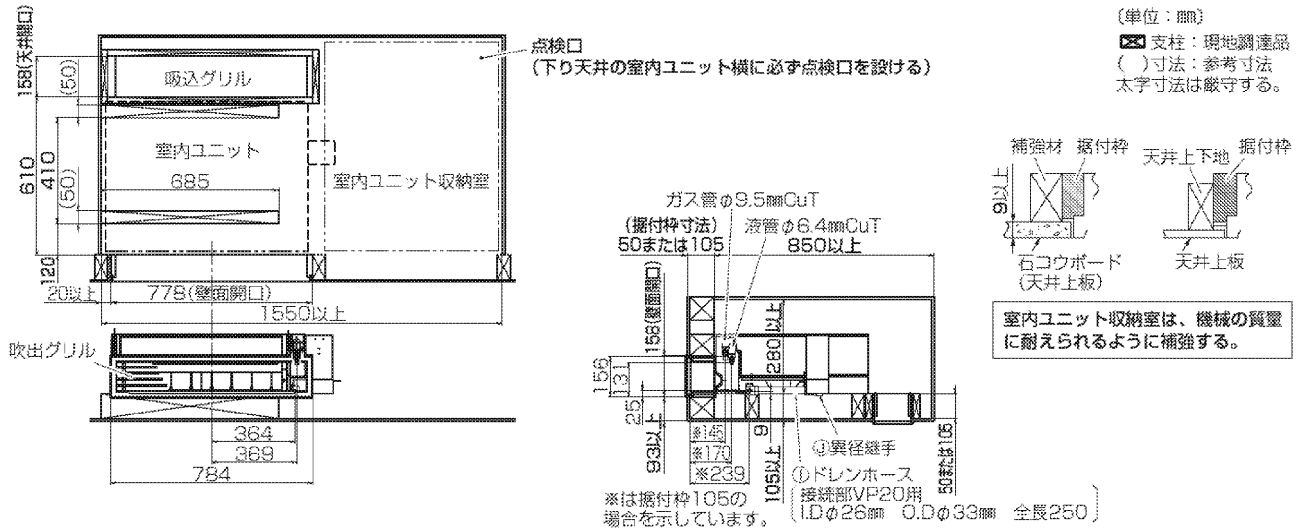 (単位：mm)
支柱：現地調達品
( )寸法：参考寸法
太字寸法は厳守する。
158(天井開口)
(50)
610
410
(50)
120
吸込グリル
室内ユニット
685
室内ユニット収納室
点検口
(下り天井の室内ユニット横に必ず点検口を設ける)
20以上
778(壁面開口)
1550以上
吹出グリル
364
369
784
ガス管φ9.5mmCuT
(据付枠寸法)
50または105
液管φ6.4mmCuT
850以上
158(壁面開口)
156
131
25
93以上
280以上
※145
※170
※239
9
105以上
50または105
Ⓙ異径継手
Ⓘドレンホース
接続部VP20用
I.Dφ26mm O.Dφ33mm 全長250
※は据付枠105の
場合を示しています。
補強材
据付枠
9以上
石コウボード
(天井上板)
天井上下地
据付枠
天井上板
室内ユニット収納室は、機械の質量
に耐えられるように補強する。